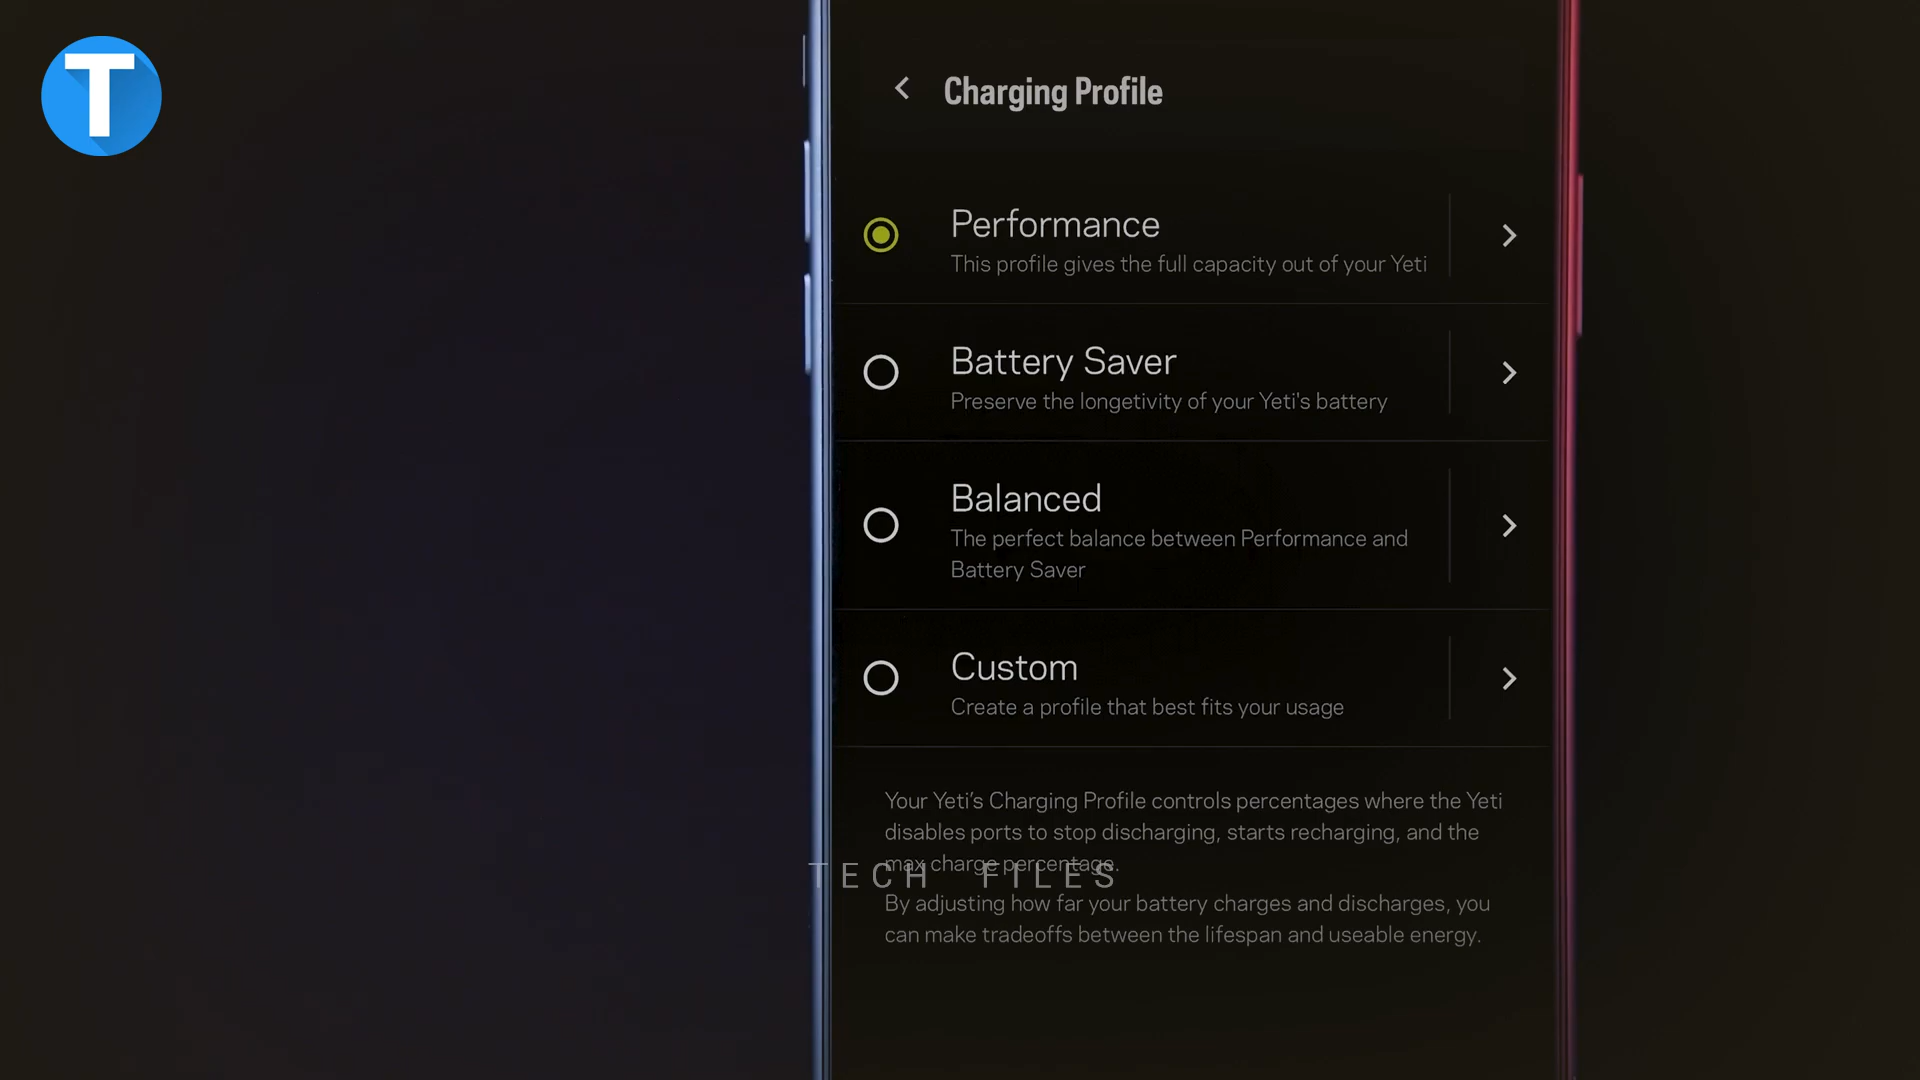 T
Charging Profile
Performance
This profile gives the full capacity out of your Yeti
Battery Saver
Preserve the longetivity of your Yeti's battery
Balanced
The perfect balance between Performance and
Battery Saver
Custom
Create a profile that best fits your usage
Your Yeti's Charging Profile controls percentages where the Yeti
disables ports to stop discharging, starts recharging, and the
max charge percentage.
TECH FILES
By adjusting how far your battery charges and discharges, you
can make tradeoffs between the lifespan and useable energy.